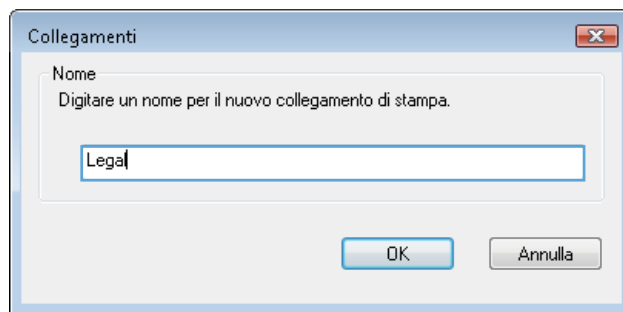 Collegamenti
Nome
Digitare un nome per il nuovo collegamento di stampa.
Legal
OK
Annulla